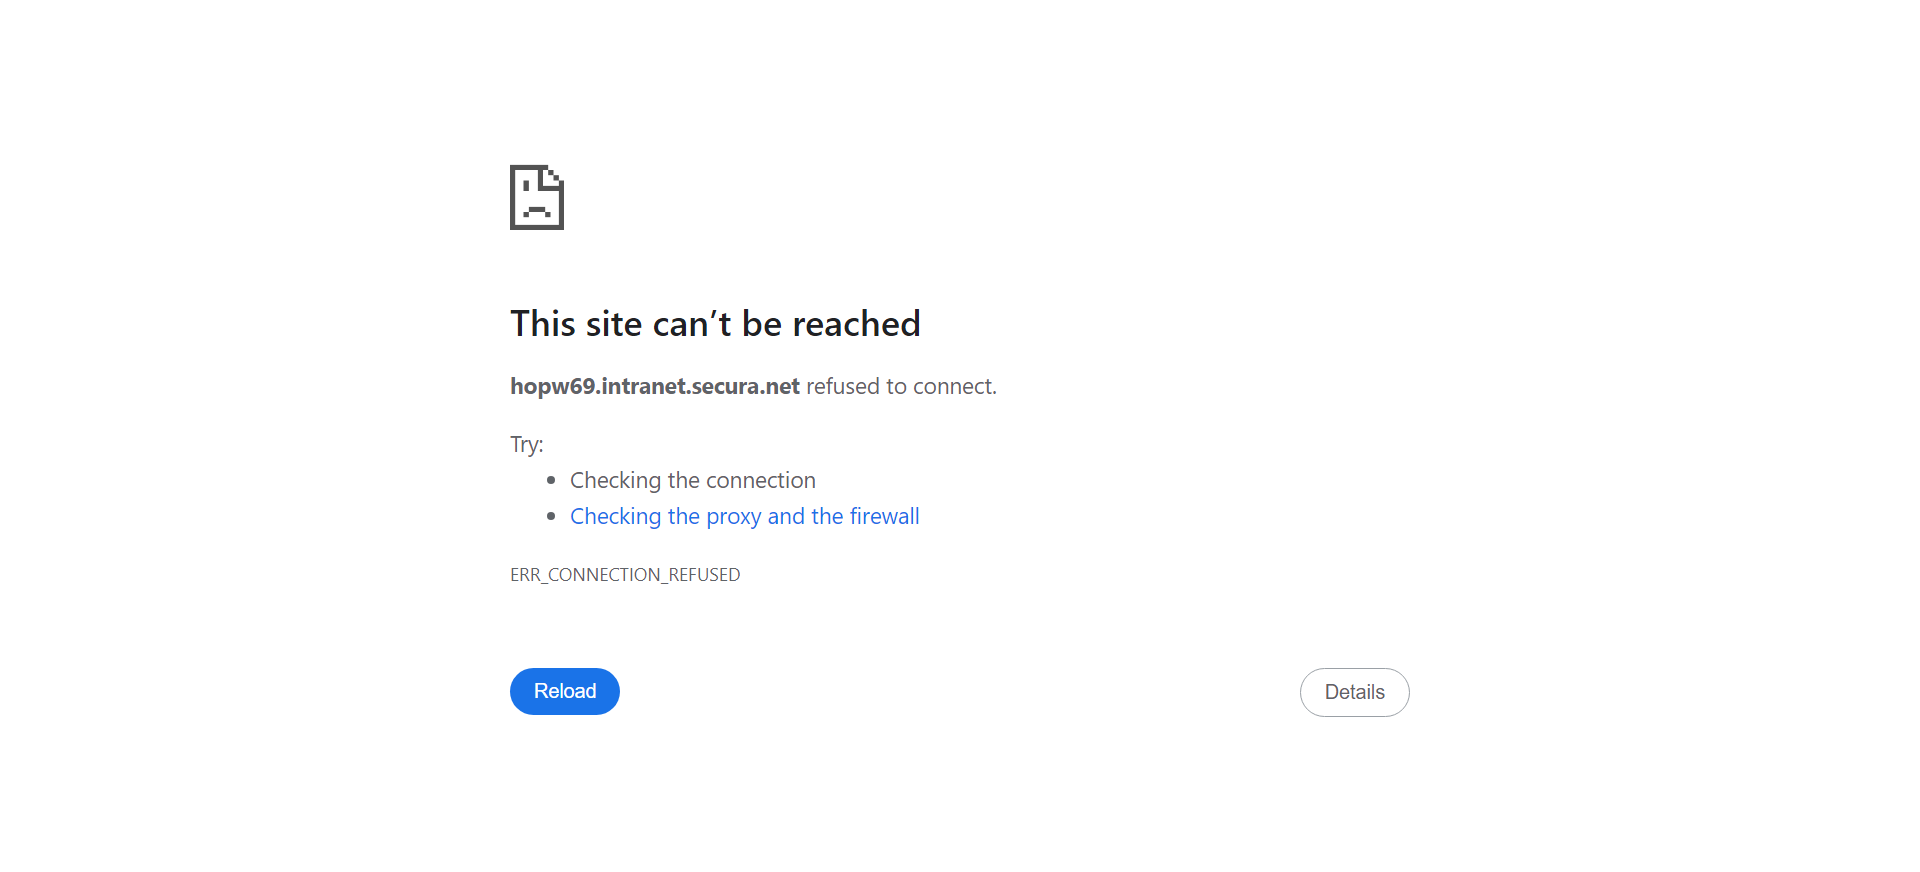 This site can’t be reached
hopw69.intranet.secura.net refused to connect.
Try:
Checking the connection
Checking the proxy and the firewall
ERR_CONNECTION_REFUSED
Reload
Details